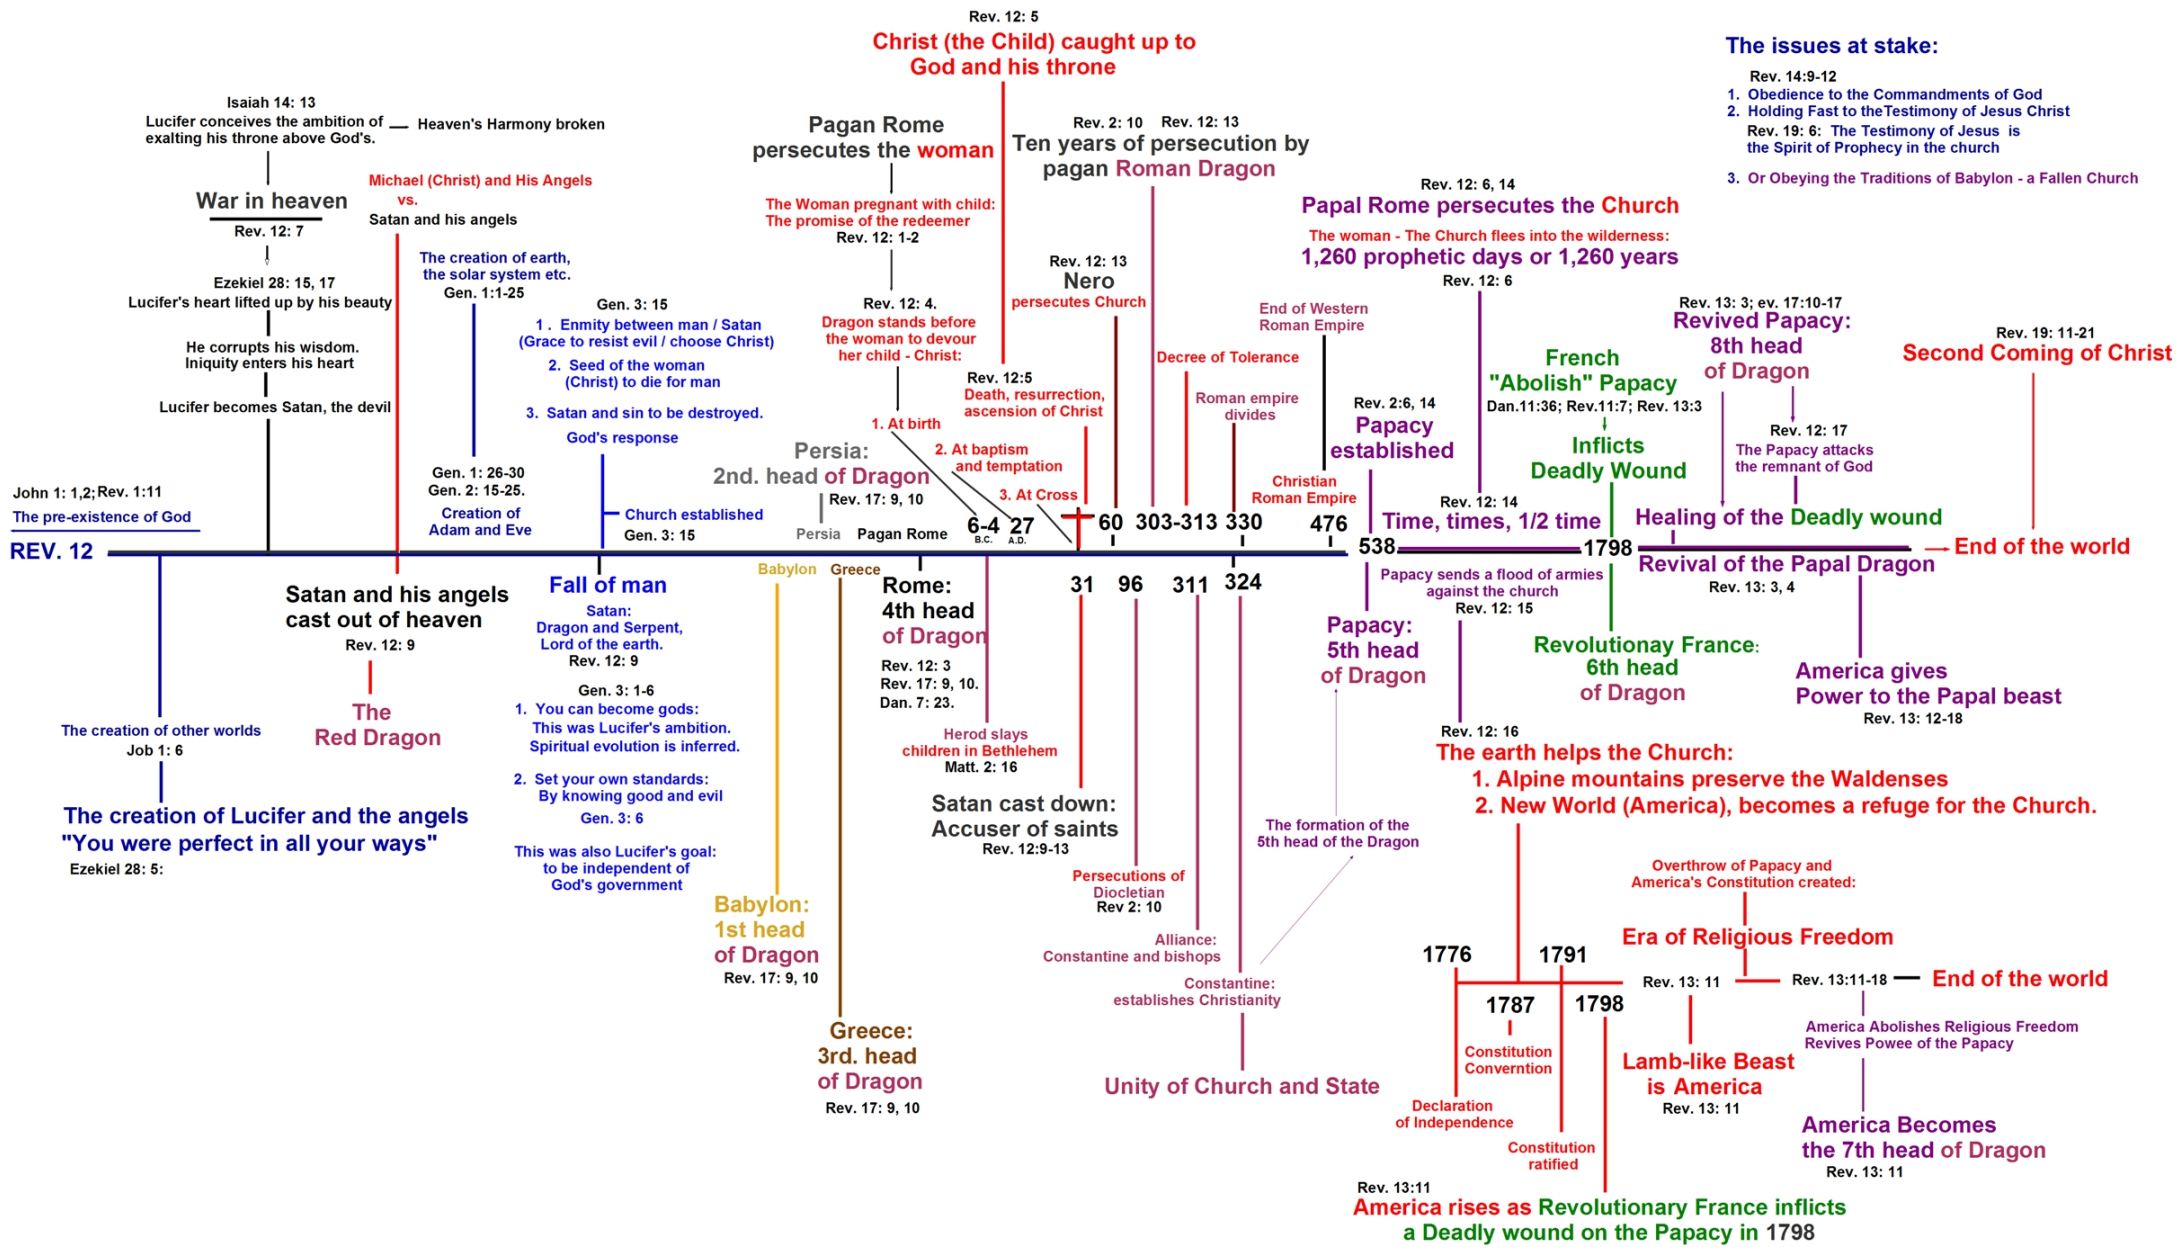 Rev. 12: 5
Christ (the Child) caught up to
God and his throne
The issues at stake:
Rev. 14:9-12
1. Obedience to the Commandments of God
2. Holding Fast to theTestimony of Jesus Christ
Rev. 19: 6: The Testimony of Jesus is
the Spirit of Prophecy in the church
3. Or Obeying the Traditions of Babylon - a Fallen Church
Isaiah 14: 13
Lucifer conceives the ambition of
exalting his throne above God's.
Heaven's Harmony broken
War in heaven
Rev. 12: 7
Ezekiel 28: 15, 17
Lucifer's heart lifted up by his beauty
He corrupts his wisdom.
Iniquity enters his heart
Lucifer becomes Satan, the devil
Michael (Christ) and His Angels
vs.
Satan and his angels
The creation of earth,
the solar system etc.
Gen. 1:1-25
Gen. 1: 26-30
Gen. 2: 15-25.
Creation of
Adam and Eve
Gen. 3: 15
1 . Enmity between man / Satan
(Grace to resist evil / choose Christ)
2. Seed of the woman
(Christ) to die for man
3. Satan and sin to be destroyed.
God's response
Church established
Gen. 3: 15
Pagan Rome
persecutes the woman
The Woman pregnant with child:
The promise of the redeemer
Rev. 12: 1-2
Rev. 12: 4.
Dragon stands before
the woman to devour
her child - Christ:
1. At birth
2. At baptism
and temptation
3. At Cross
Persia:
2nd. head of Dragon
Rev. 17: 9, 10
Persia
Pagan Rome
Rev. 12:5
Death, resurrection,
ascension of Christ
Rev. 2: 10 Rev. 12: 13
Ten years of persecution by
pagan Roman Dragon
Rev. 12: 13
Nero
persecutes Church
Decree of Tolerance
Roman empire
divides
End of Western
Roman Empire
Christian
Roman Empire
Rev. 12: 6, 14
Papal Rome persecutes the Church
The woman - The Church flees into the wilderness:
1,260 prophetic days or 1,260 years
Rev. 12: 6
Rev. 2:6, 14
Papacy
established
Rev. 12: 14
Time, times, 1/2 time
French
"Abolish" Papacy
Dan.11:36; Rev.11:7; Rev. 13:3
Inflicts
Deadly Wound
Rev. 13: 3; ev. 17:10-17
Revived Papacy:
8th head
of Dragon
Rev. 12: 17
The Papacy attacks
the remnant of God
Healing of the Deadly wound
Rev. 19: 11-21
Second Coming of Christ
End of the world
John 1: 1,2; Rev. 1:11
The pre-existence of God
REV. 12
6-4
B.C.
27
A.D.
60
303-313
330
476
538
1798
31
96
311
324
The creation of other worlds
Job 1: 6
The creation of Lucifer and the angels
"You were perfect in all your ways"
Ezekiel 28: 5:
Satan and his angels
cast out of heaven
Rev. 12: 9
The
Red Dragon
Fall of man
Satan:
Dragon and Serpent,
Lord of the earth.
Rev. 12: 9
Gen. 3: 1-6
1. You can become gods:
This was Lucifer's ambition.
Spiritual evolution is inferred.
2. Set your own standards:
By knowing good and evil
Gen. 3: 6
This was also Lucifer's goal:
to be independent of
God's government
Babylon
Babylon:
1st head
of Dragon
Rev. 17: 9, 10
Greece
Greece:
3rd. head
of Dragon
Rev. 17: 9, 10
Rome:
4th head
of Dragon
Rev. 12: 3
Rev. 17: 9, 10.
Dan. 7: 23.
Herod slays
children in Bethlehem
Matt. 2: 16
Satan cast down:
Accuser of saints
Rev. 12:9-13
Persecutions of
Diocletian
Rev 2: 10
Alliance:
Constantine and bishops
Constantine:
establishes Christianity
Unity of Church and State
The formation of the
5th head of the Dragon
Papacy:
5th head
of Dragon
Papacy sends a flood of armies
against the church
Rev. 12: 15
Revolutionay France:
6th head
of Dragon
Revival of the Papal Dragon
Rev. 13: 3, 4
America gives
Power to the Papal beast
Rev. 13: 12-18
Rev. 12: 16
The earth helps the Church:
1. Alpine mountains preserve the Waldenses
2. New World (America), becomes a refuge for the Church.
Overthrow of Papacy and
America's Constitution created:
Era of Religious Freedom
1776
1791
1787
1798
Rev. 13: 11
Rev. 13:11-18
End of the world
Constitution
Converntion
Declaration
of Independence
Constitution
ratified
Lamb-like Beast
is America
Rev. 13: 11
America Abolishes Religious Freedom
Revives Powee of the Papacy
America Becomes
the 7th head of Dragon
Rev. 13: 11
Rev. 13:11
America rises as Revolutionary France inflicts
a Deadly wound on the Papacy in 1798